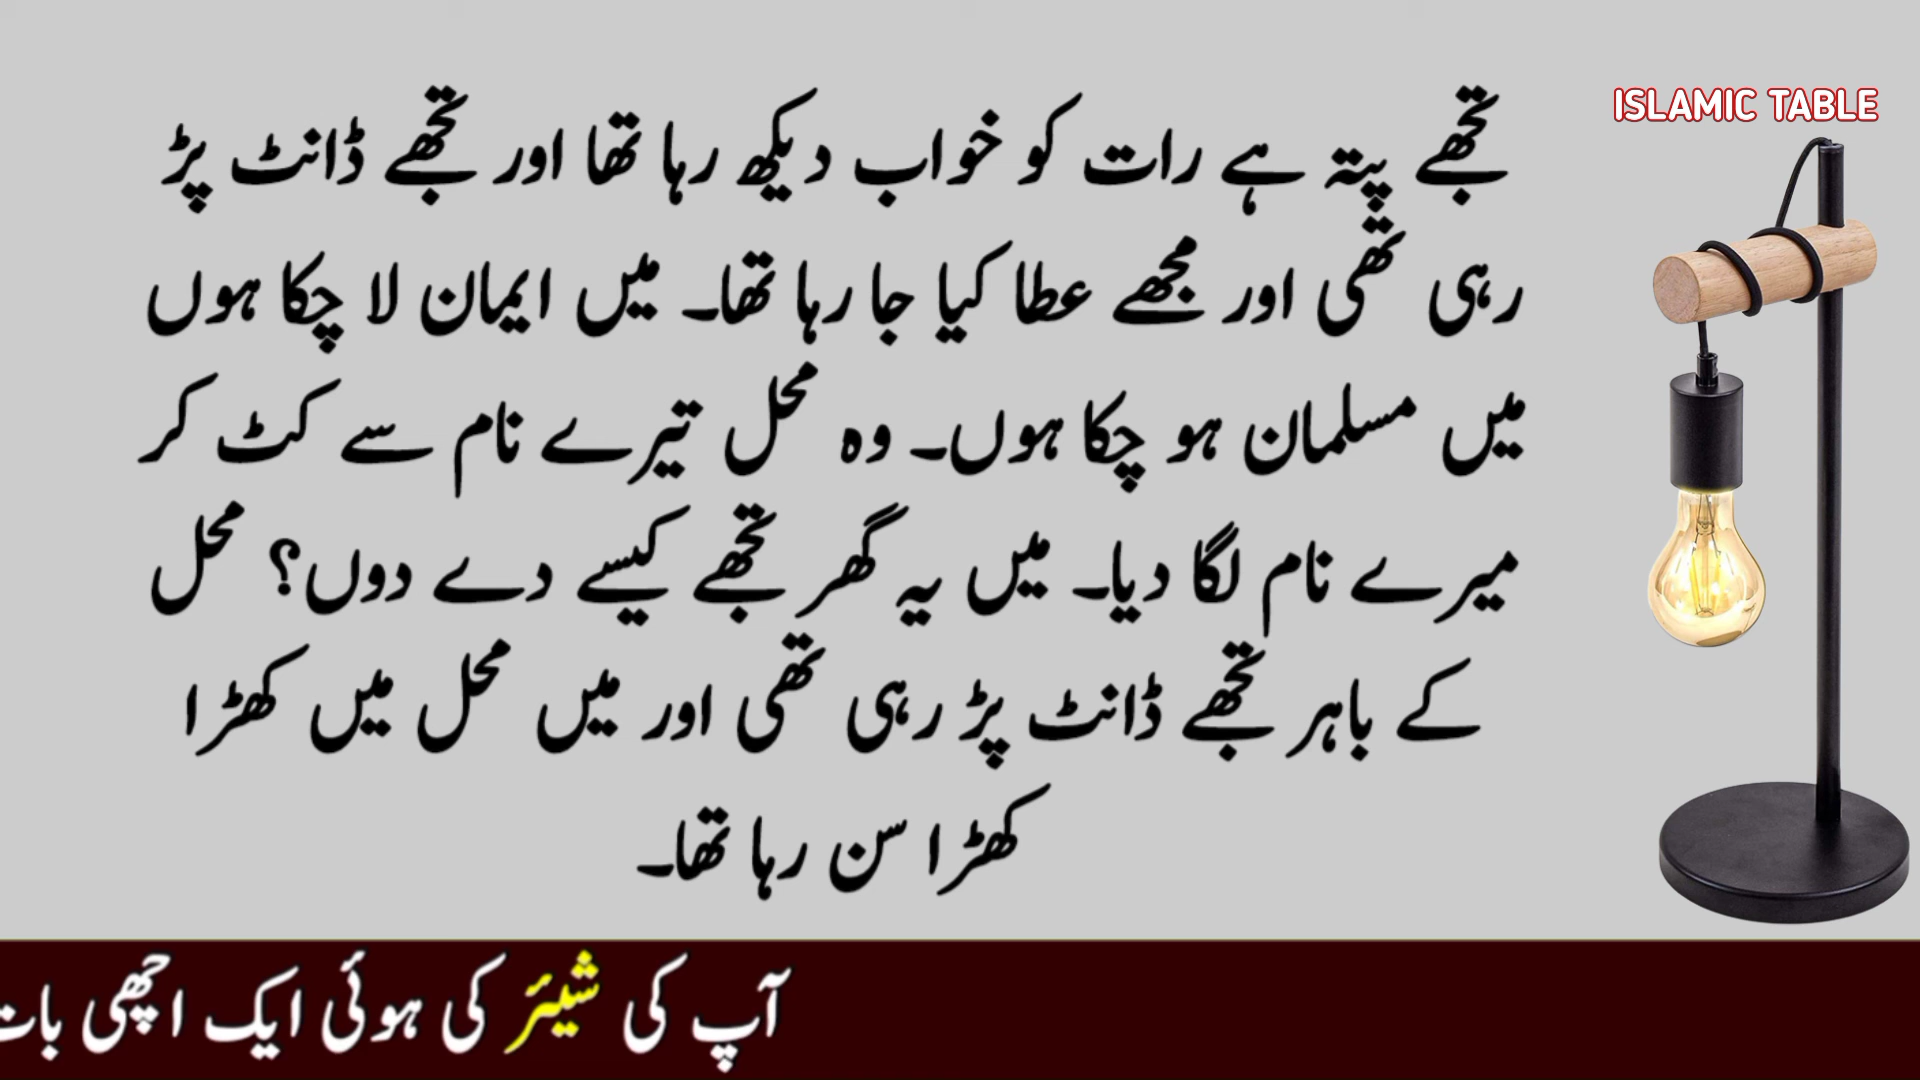 ISLAMIC TABLE
تجھے پتہ ہے رات کو خواب دیکھ رہا تھا اور تجھے ڈانٹ پڑ
رہی تھی اور مجھے عطا کیا جا رہا تھا۔ میں ایمان لا چکا ہوں
میں مسلمان ہو چکا ہوں۔ وہ محل تیرے نام سے کٹ کر
میرے نام لگا دیا۔ میں یہ گھر تجھے کیسے دے دوں؟ محل
کے باہر تجھے ڈانٹ پڑ رہی تھی اور میں محل میں کھڑا
کھڑا سن رہا تھا۔
آپ کی شیئر کی ہوئی ایک اچھی بات